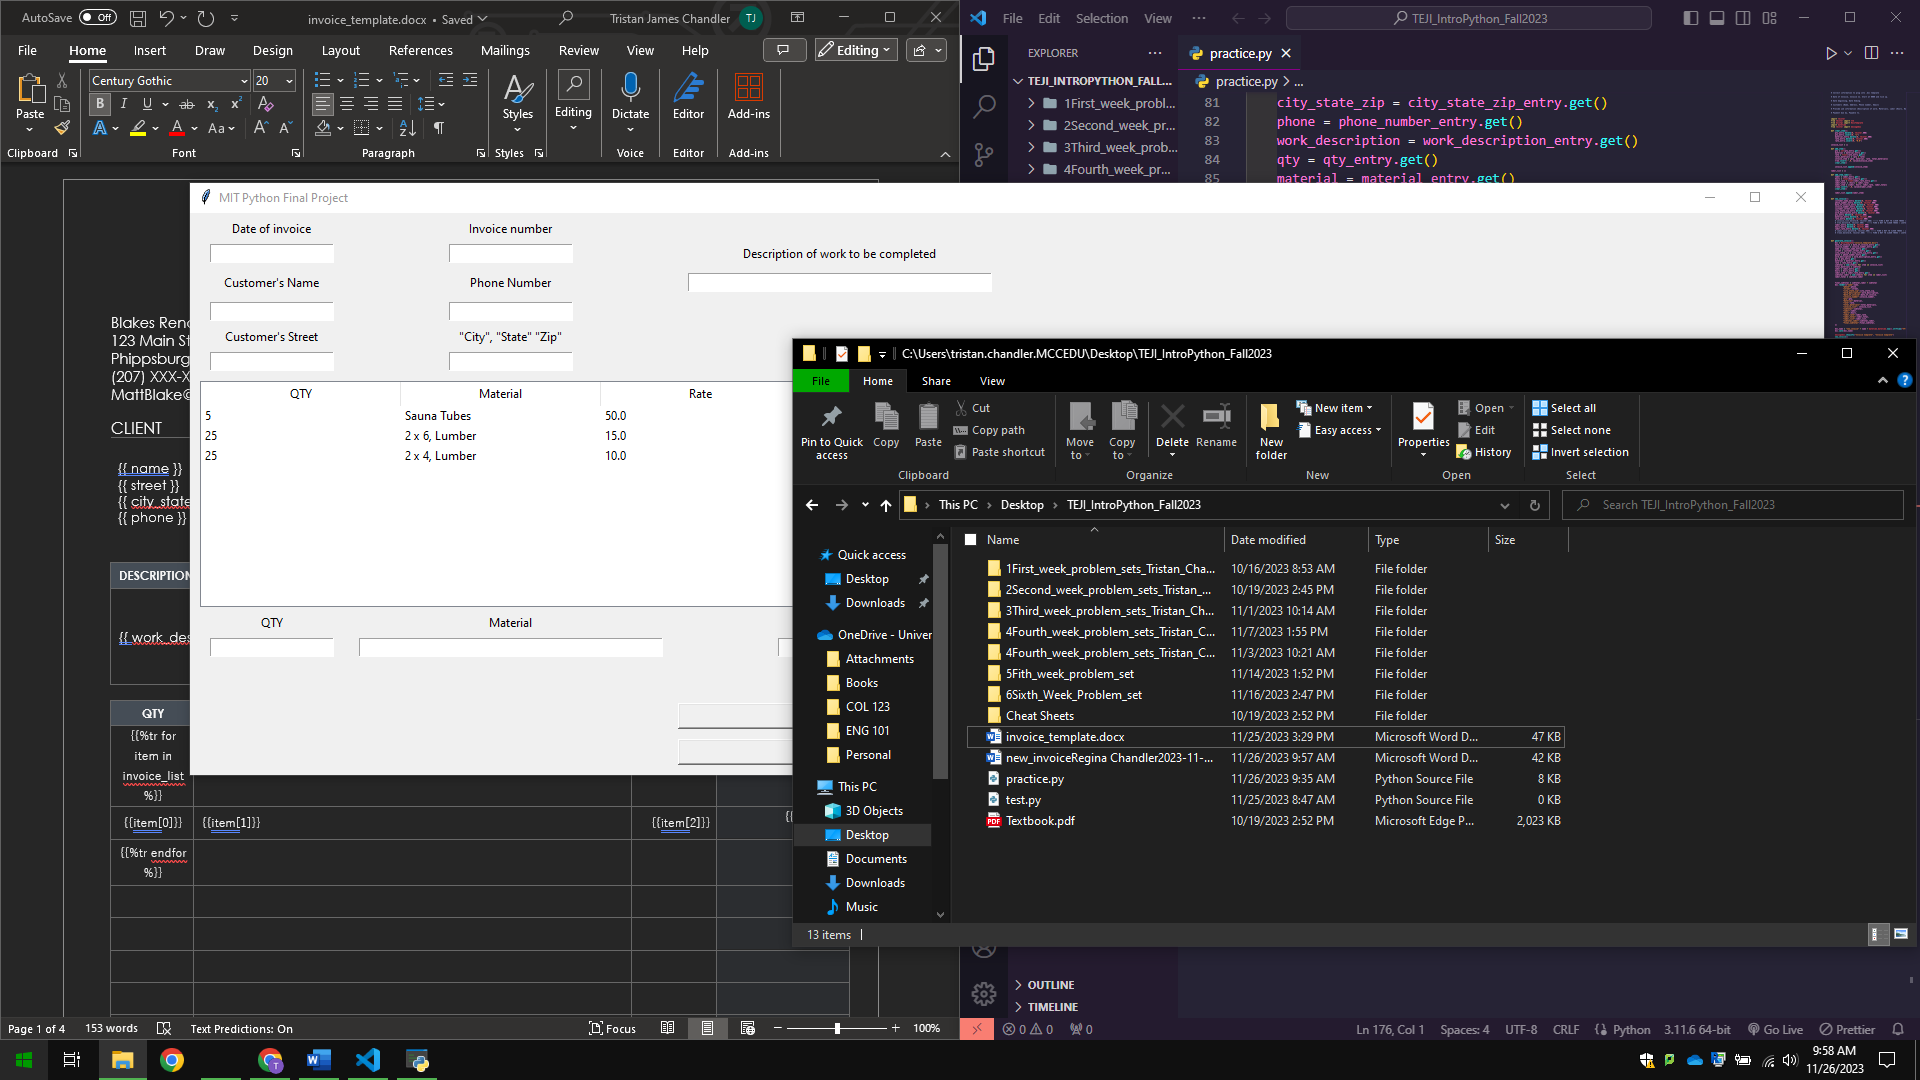 AutoSave Off invoice_template.docx • Saved Tristan James Chandler TJ
File Home Insert Draw Design Layout References Mailings Review View Help Editing
Century Gothic 20
Paste Styles Editing Dictate Editor Add-ins
Clipboard Font Paragraph Styles Voice Editor Add-ins
Blakes Reno
123 Main St
Phippsburg
(207) XXX-X
MattBlake@
CLIENT
{{ name }}
{{ street }}
{{ city_state
{{ phone }}
DESCRIPTION
{{ work_des
QTY
{{%tr for
item in
invoice_list
%}}
{{item[0]}} {{item[1]}} {{item[2]}} {{
{{%tr endfor
%}}
Page 1 of 4 153 words Text Predictions: On Focus 100%
File Edit Selection View ··· TEJI_IntroPython_Fall2023
EXPLORER ··· practice.py
TEJI_INTROPYTHON_FALL... practice.py > ...
1First_week_probl...
2Second_week_pr...
3Third_week_prob...
4Fourth_week_pr...
81 city_state_zip = city_state_zip_entry.get()
82 phone = phone_number_entry.get()
83 work_description = work_description_entry.get()
84 qty = qty_entry.get()
85 material = material_entry.get()
OUTLINE
TIMELINE
0 0 0 Ln 176, Col 1 Spaces: 4 UTF-8 CRLF Python 3.11.6 64-bit Go Live Prettier
MIT Python Final Project
Date of invoice Invoice number
Description of work to be completed
Customer's Name Phone Number
Customer's Street "City", "State" "Zip"
QTY Material Rate
5 Sauna Tubes 50.0
25 2 x 6, Lumber 15.0
25 2 x 4, Lumber 10.0
QTY Material
C:\Users\tristan.chandler.MCCEDU\Desktop\TEJI_IntroPython_Fall2023
File Home Share View
Pin to Quick access Copy Paste Cut Copy path Paste shortcut
Move to Copy to Delete Rename New folder New item Easy access
Properties Open Edit History Select all Select none Invert selection
Clipboard Organize New Open Select
This PC > Desktop > TEJI_IntroPython_Fall2023 Search TEJI_IntroPython_Fall2023
Quick access
Desktop
Downloads
OneDrive - Univer
Attachments
Books
COL 123
ENG 101
Personal
This PC
3D Objects
Desktop
Documents
Downloads
Music
Name Date modified Type Size
1First_week_problem_sets_Tristan_Cha... 10/16/2023 8:53 AM File folder
2Second_week_problem_sets_Tristan_... 10/19/2023 2:45 PM File folder
3Third_week_problem_sets_Tristan_Ch... 11/1/2023 10:14 AM File folder
4Fourth_week_problem_sets_Tristan_C... 11/7/2023 1:55 PM File folder
4Fourth_week_problem_sets_Tristan_C... 11/3/2023 10:21 AM File folder
5Fith_week_problem_set 11/14/2023 1:52 PM File folder
6Sixth_Week_Problem_set 11/16/2023 2:47 PM File folder
Cheat Sheets 10/19/2023 2:52 PM File folder
invoice_template.docx 11/25/2023 3:29 PM Microsoft Word D... 47 KB
new_invoiceRegina Chandler2023-11-... 11/26/2023 9:57 AM Microsoft Word D... 42 KB
practice.py 11/26/2023 9:35 AM Python Source File 8 KB
test.py 11/25/2023 8:47 AM Python Source File 0 KB
Textbook.pdf 10/19/2023 2:52 PM Microsoft Edge P... 2,023 KB
13 items
9:58 AM
11/26/2023